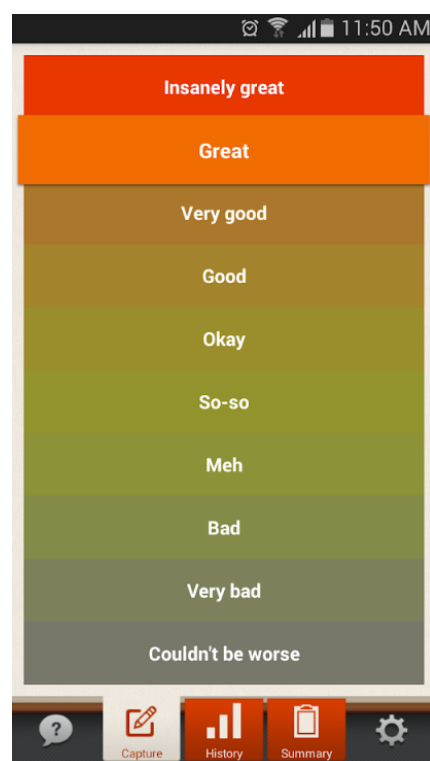 11:50 AM
Insanely great
Great
Very good
Good
Okay
So-so
Meh
Bad
Very bad
Couldn't be worse
?
Capture
History
Summary